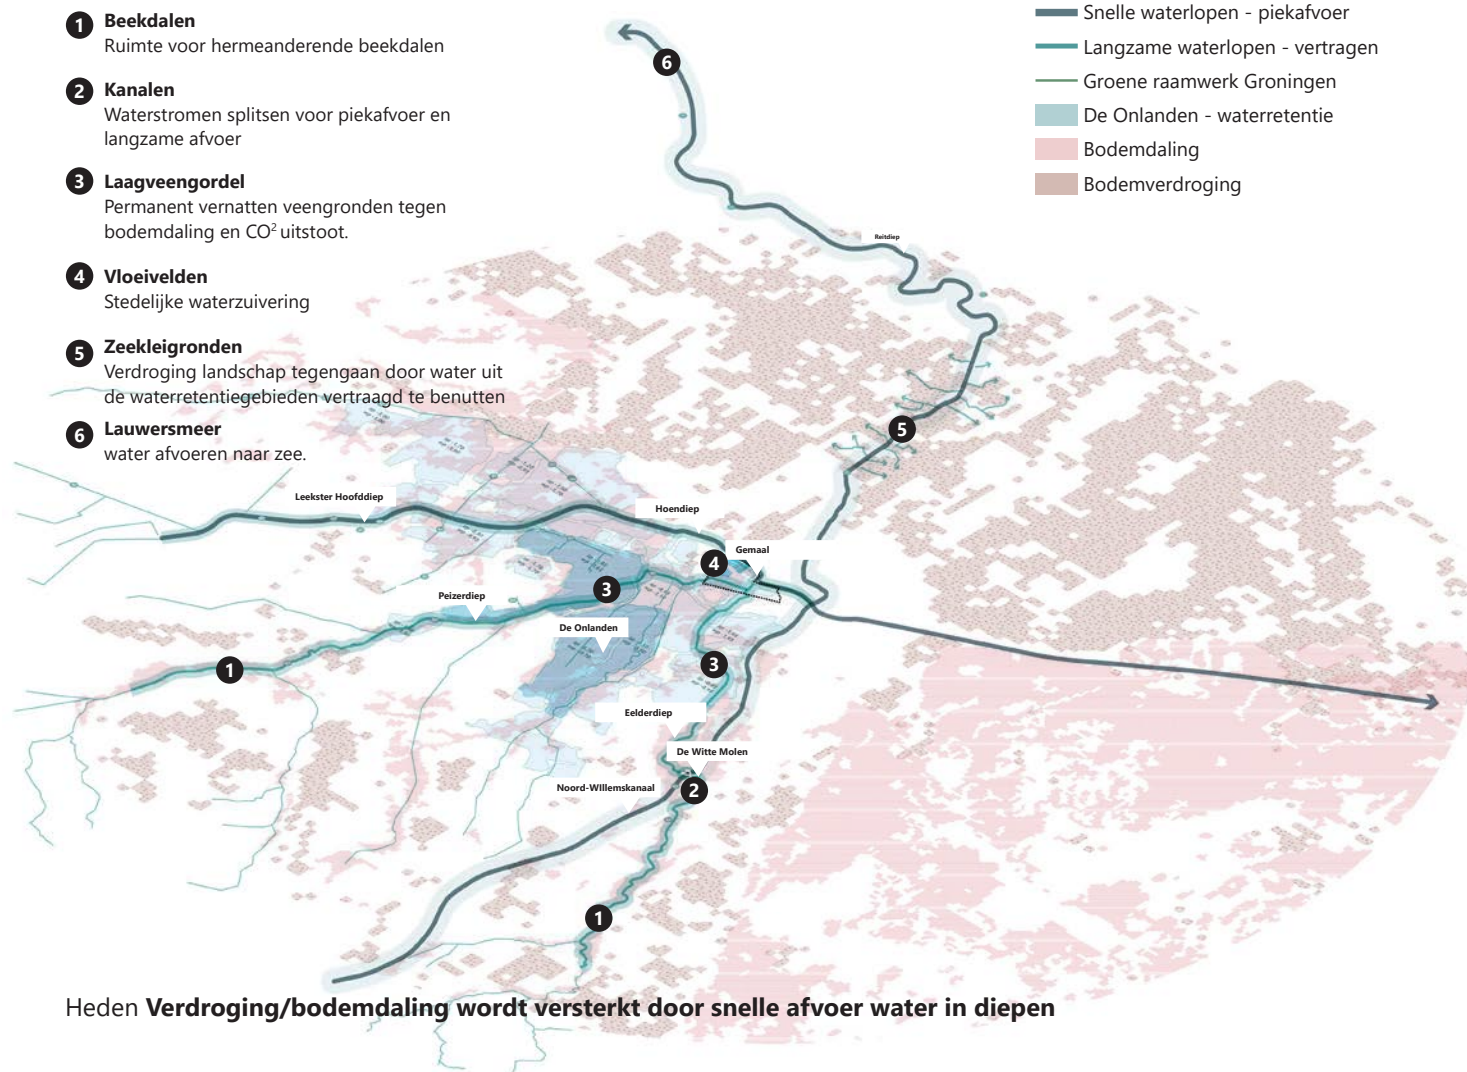 1 Beekdalen
Ruimte voor hermeanderende beekdalen
2 Kanalen
Waterstromen splitsen voor piekafvoer en
langzame afvoer
3 Laagveengordel
Permanent vernatten veengronden tegen
bodemdaling en CO² uitstoot.
4 Vloeivelden
Stedelijke waterzuivering
5 Zeekleigronden
Verdroging landschap tegengaan door water uit
de waterretentiegebieden vertraagd te benutten
6 Lauwersmeer
water afvoeren naar zee.
Snelle waterlopen - piekafvoer
Langzame waterlopen - vertragen
Groene raamwerk Groningen
De Onlanden - waterretentie
Bodemdaling
Bodemverdroging
6
Reitdiep
5
Leekster Hoofddiep
Hoendiep
Gemaal
4
3
Peizerdiep
De Onlanden
1
3
Eelderdiep
De Witte Molen
Noord-WIllemskanaal
2
1
Heden Verdroging/bodemdaling wordt versterkt door snelle afvoer water in diepen